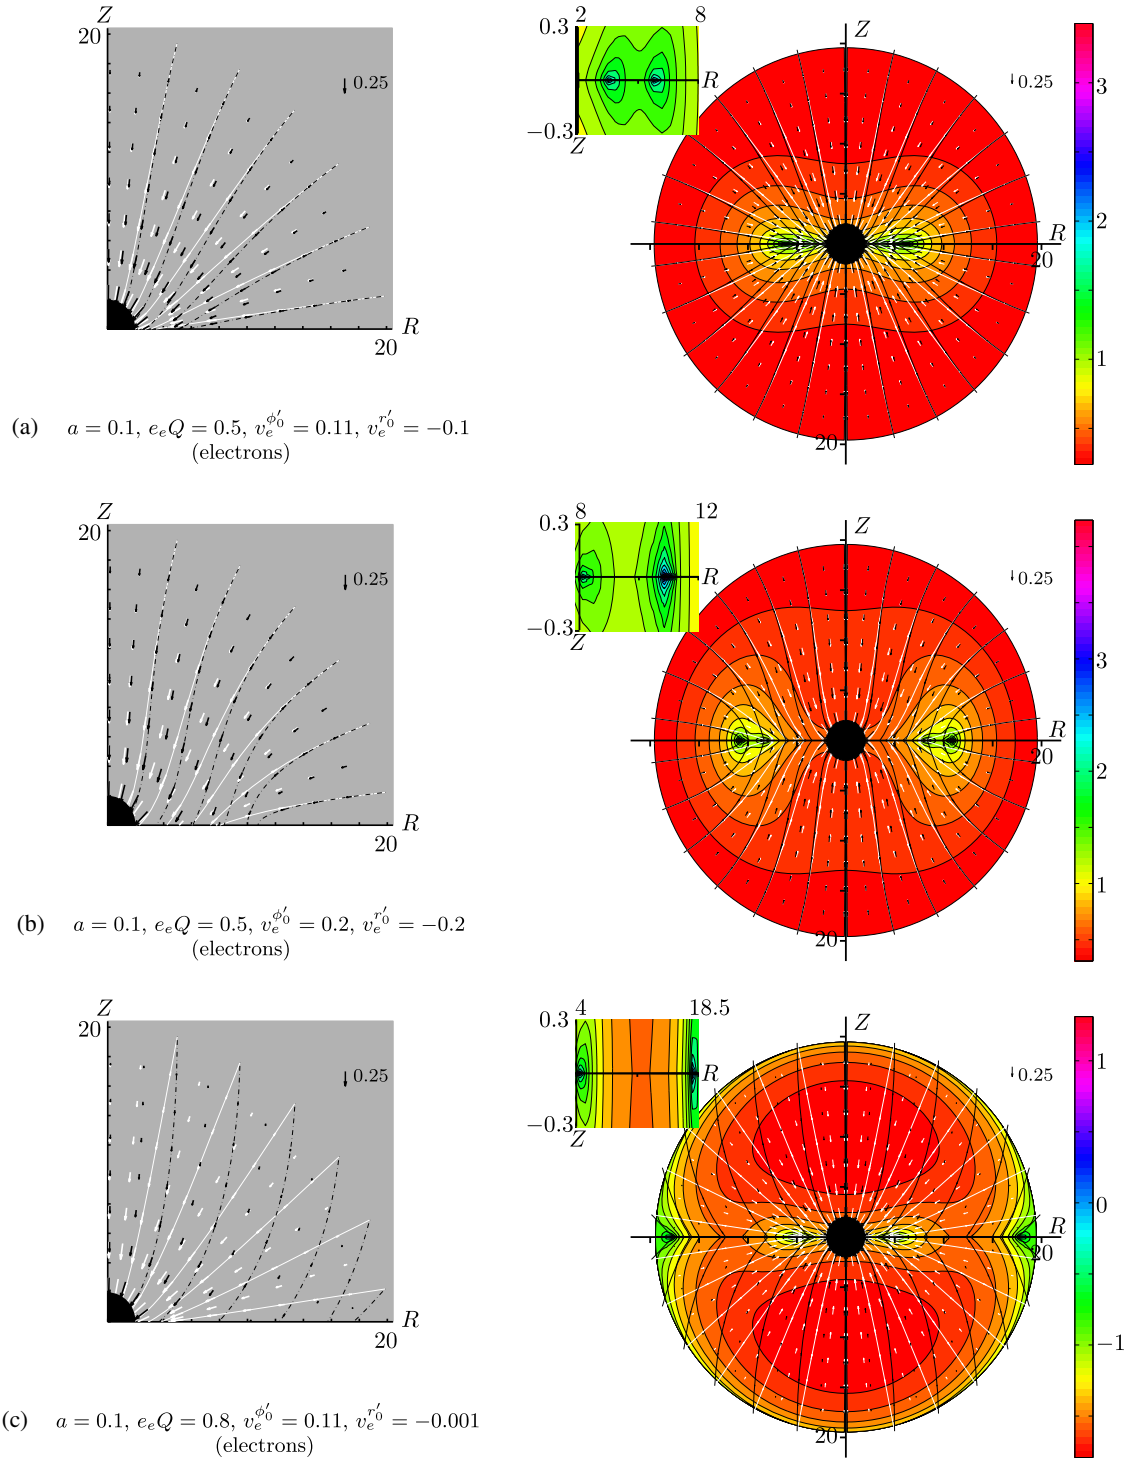 Z
20
0.25
R
20
2 8
0.3
R
−0.3
Z
Z
0.25
R
20
20
3
2
1
(a) a = 0.1, e_eQ = 0.5, v_e^{ϕ′_0} = 0.11, v_e^{r′_0} = −0.1
(electrons)
Z
20
0.25
R
20
8 12
0.3
R
−0.3
Z
Z
0.25
R
20
20
3
2
1
(b) a = 0.1, e_eQ = 0.5, v_e^{ϕ′_0} = 0.2, v_e^{r′_0} = −0.2
(electrons)
Z
20
0.25
R
20
4 18.5
0.3
R
−0.3
Z
Z
0.25
R
20
20
1
0
−1
(c) a = 0.1, e_eQ = 0.8, v_e^{ϕ′_0} = 0.11, v_e^{r′_0} = −0.001
(electrons)